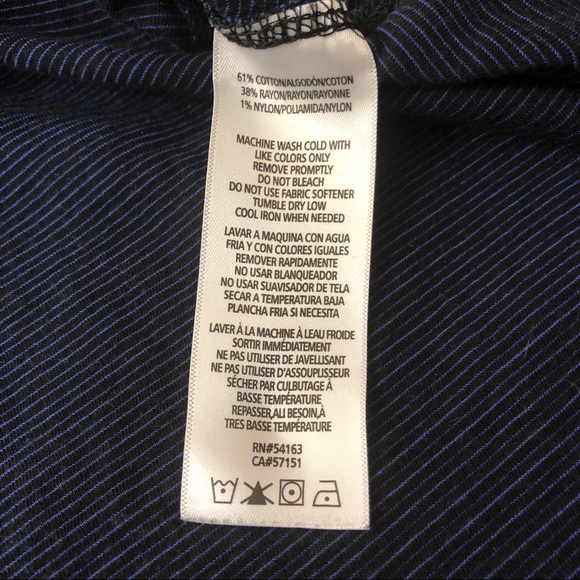 61% COTTON/ALGODÓN/COTON
38% RAYON/RAYON/RAYONNE
1% NYLON/POLIAMIDA/NYLON
MACHINE WASH COLD WITH
LIKE COLORS ONLY
REMOVE PROMPTLY
DO NOT BLEACH
DO NOT USE FABRIC SOFTENER
TUMBLE DRY LOW
COOL IRON WHEN NEEDED
LAVAR A MAQUINA CON AGUA
FRIA Y CON COLORES IGUALES
REMOVER RAPIDAMENTE
NO USAR BLANQUEADOR
NO USAR SUAVISADOR DE TELA
SECAR A TEMPERATURA BAJA
PLANCHA FRIA SI NECESITA
LAVER À LA MACHINE À LEAU FROIDE
SORTIR IMMÉDIATEMENT
NE PAS UTILISER DE JAVELLISANT
NE PAS UTILISER D'ASSOUPLISSEUR
SÉCHER PAR CULBUTAGE À
BASSE TEMPÉRATURE
REPASSER,ALI BESOIN,À
TRES BASSE TEMPÉRATURE
RN#54163
CA#57151